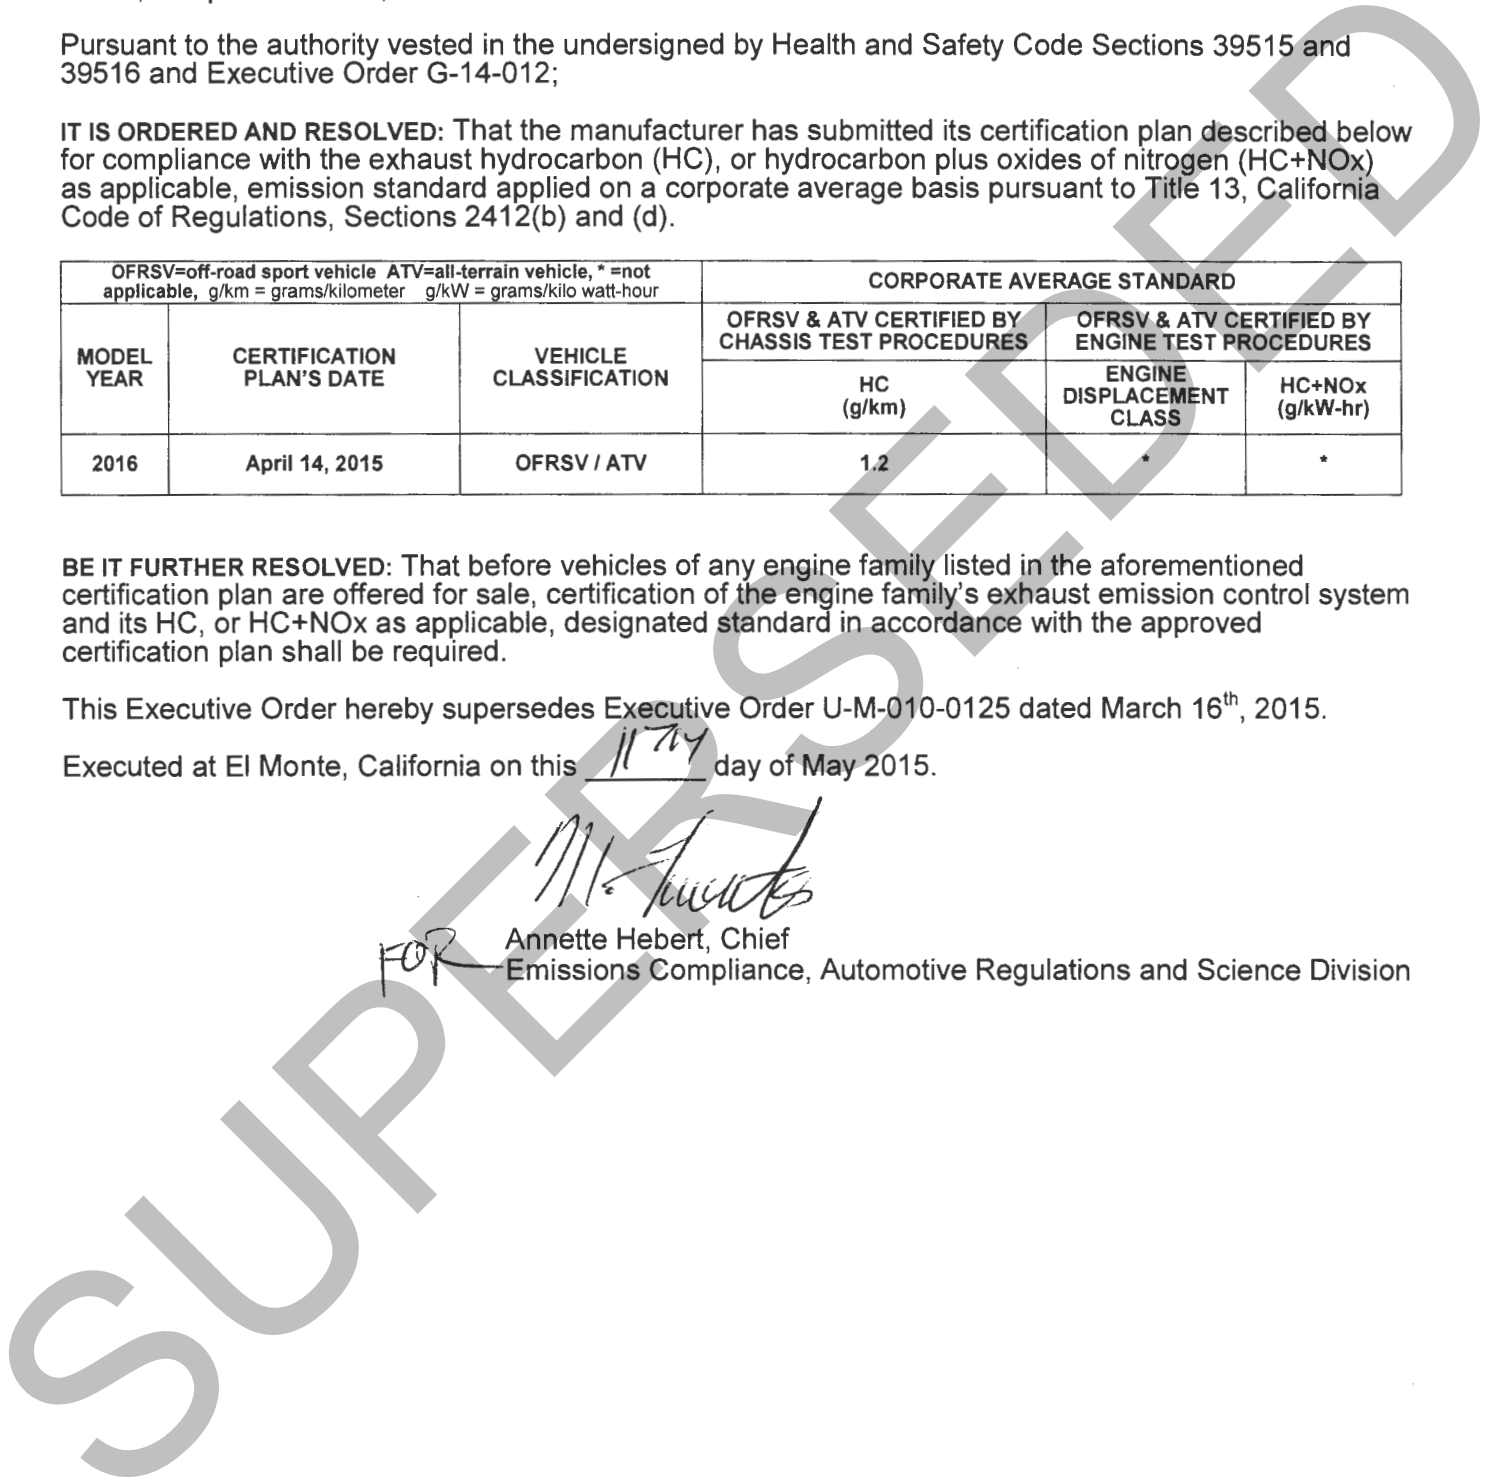 Pursuant to the authority vested in the undersigned by Health and Safety Code Sections 39515 and
39516 and Executive Order G-14-012;
IT IS ORDERED AND RESOLVED: That the manufacturer has submitted its certification plan described below
for compliance with the exhaust hydrocarbon (HC), or hydrocarbon plus oxides of nitrogen (HC+NOx)
as applicable, emission standard applied on a corporate average basis pursuant to Title 13, California
Code of Regulations, Sections 2412(b) and (d).
OFRSV=off-road sport vehicle ATV=all-terrain vehicle, * =not
applicable, g/km = grams/kilometer g/kW = grams/kilo watt-hour
CORPORATE AVERAGE STANDARD
MODEL
YEAR
CERTIFICATION
PLAN'S DATE
VEHICLE
CLASSIFICATION
OFRSV & ATV CERTIFIED BY
CHASSIS TEST PROCEDURES
OFRSV & ATV CERTIFIED BY
ENGINE TEST PROCEDURES
HC
(g/km)
ENGINE
DISPLACEMENT
CLASS
HC+NOx
(g/kW-hr)
2016 April 14, 2015 OFRSV / ATV 1.2 * *
BE IT FURTHER RESOLVED: That before vehicles of any engine family listed in the aforementioned
certification plan are offered for sale, certification of the engine family's exhaust emission control system
and its HC, or HC+NOx as applicable, designated standard in accordance with the approved
certification plan shall be required.
This Executive Order hereby supersedes Executive Order U-M-010-0125 dated March 16th, 2015.
Executed at El Monte, California on this 11TH day of May 2015.
FOR
Annette Hebert, Chief
Emissions Compliance, Automotive Regulations and Science Division
SUPERSEDED